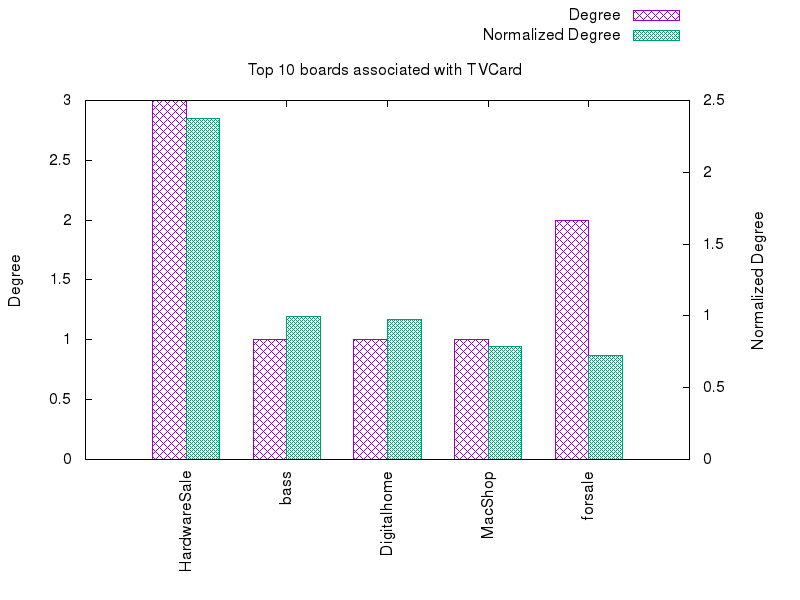 Degree
Normalized Degree
Top 10 boards associated with TVCard
3
2.5
2
1.5
1
0.5
0
2.5
2
1.5
1
0.5
0
Degree
Normalized Degree
HardwareSale
bass
Digitalhome
MacShop
forsale